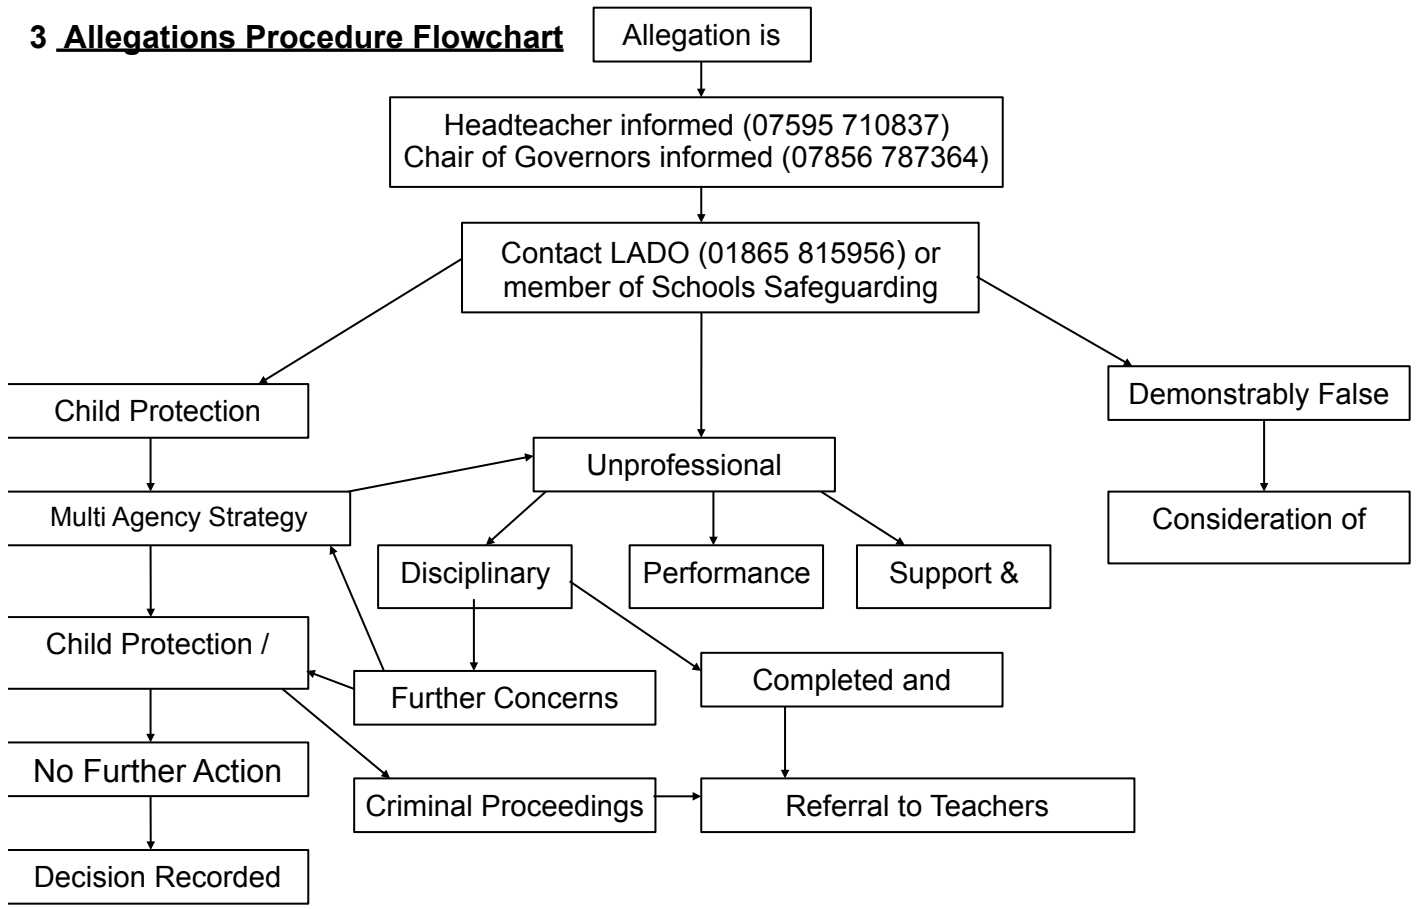 3 Allegations Procedure Flowchart
Allegation is
Headteacher informed (07595 710837)
Chair of Governors informed (07856 787364)
Contact LADO (01865 815956) or
member of Schools Safeguarding
Child Protection
Demonstrably False
Unprofessional
Multi Agency Strategy
Consideration of
Disciplinary
Performance
Support &
Child Protection /
Further Concerns
Completed and
No Further Action
Criminal Proceedings
Referral to Teachers
Decision Recorded